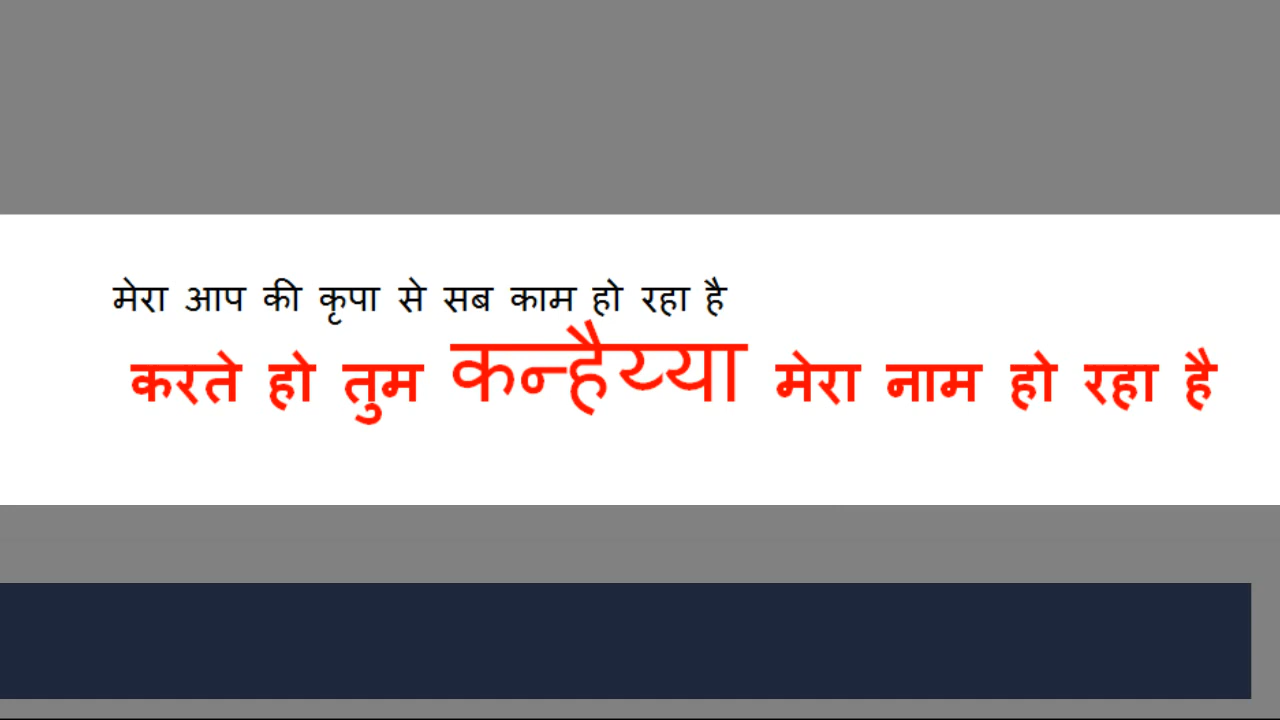 मेरा आप की कृपा से सब काम हो रहा है
करते हो तुम कन्हैय्या मेरा नाम हो रहा है